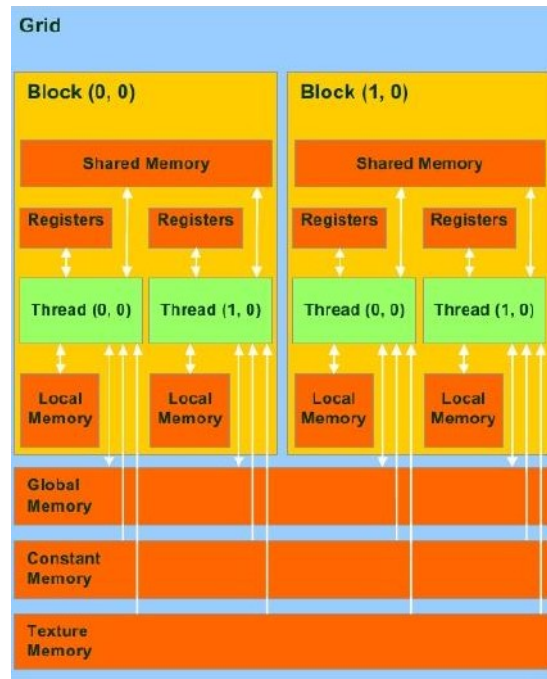 Grid
Block (0, 0)
Block (1, 0)
Shared Memory
Shared Memory
Registers
Registers
Registers
Registers
Thread (0, 0)
Thread (1, 0)
Thread (0, 0)
Thread (1, 0)
Local
Memory
Local
Memory
Local
Memory
Local
Memory
Global
Memory
Constant
Memory
Texture
Memory